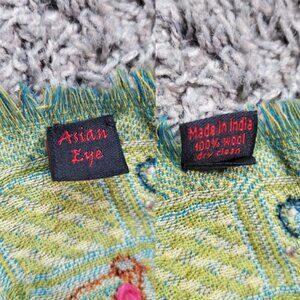 Asian
Eye
Made in India
100% wool
dry clean